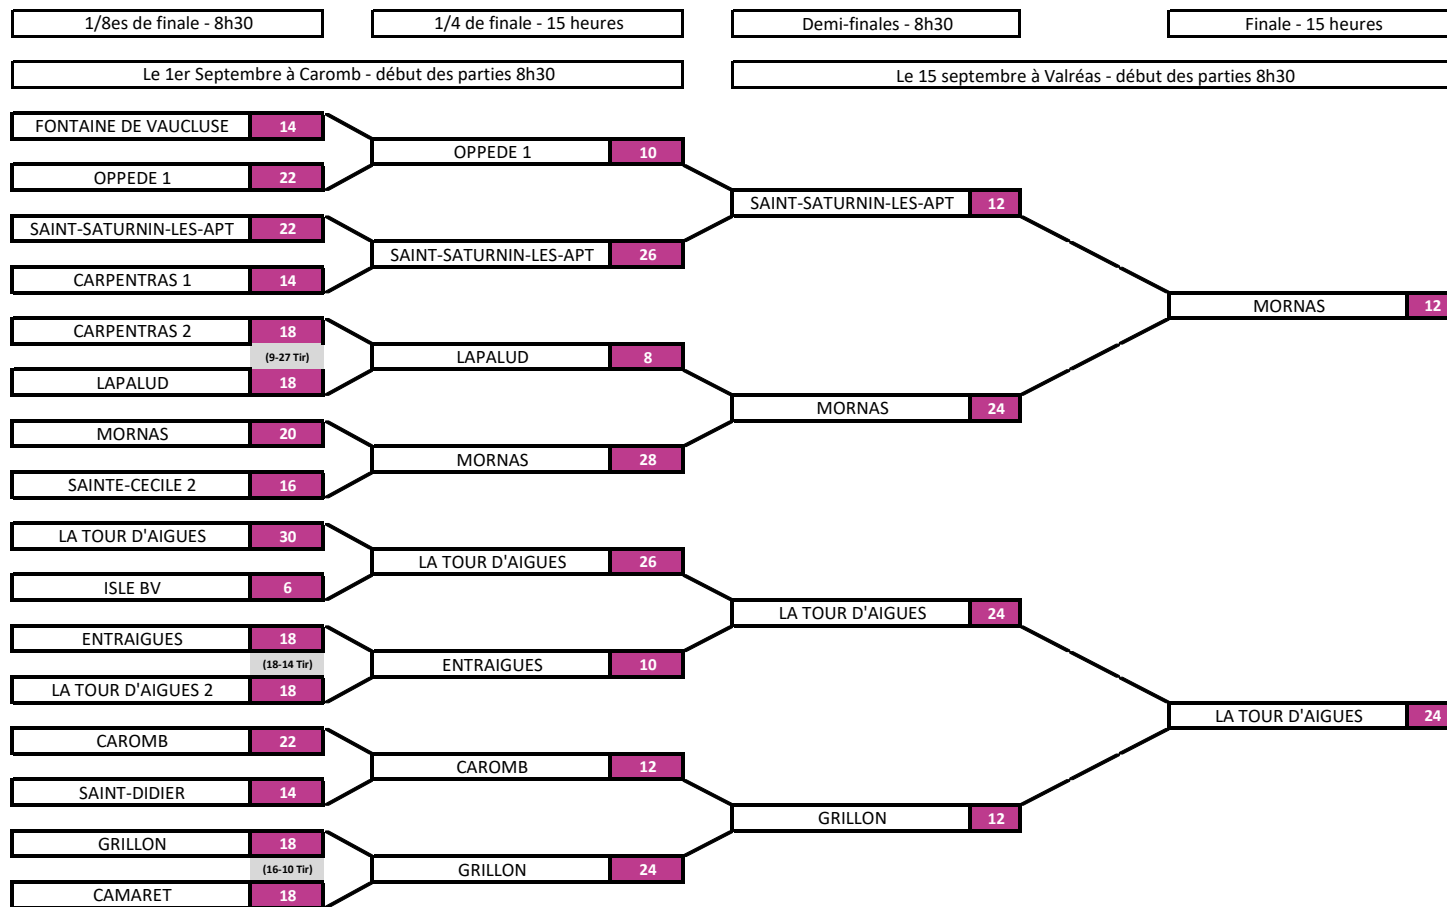 1/8es de finale - 8h30
1/4 de finale - 15 heures
Demi-finales - 8h30
Finale - 15 heures
Le 1er Septembre à Caromb - début des parties 8h30
Le 15 septembre à Valréas - début des parties 8h30
FONTAINE DE VAUCLUSE 14
OPPEDE 1 22
SAINT-SATURNIN-LES-APT 22
CARPENTRAS 1 14
CARPENTRAS 2 18
(9-27 Tir)
LAPALUD 18
MORNAS 20
SAINTE-CECILE 2 16
LA TOUR D'AIGUES 30
ISLE BV 6
ENTRAIGUES 18
(18-14 Tir)
LA TOUR D'AIGUES 2 18
CAROMB 22
SAINT-DIDIER 14
GRILLON 18
(16-10 Tir)
CAMARET 18
OPPEDE 1 10
SAINT-SATURNIN-LES-APT 26
LAPALUD 8
MORNAS 28
LA TOUR D'AIGUES 26
ENTRAIGUES 10
CAROMB 12
GRILLON 24
SAINT-SATURNIN-LES-APT 12
MORNAS 24
LA TOUR D'AIGUES 24
GRILLON 12
MORNAS 12
LA TOUR D'AIGUES 24